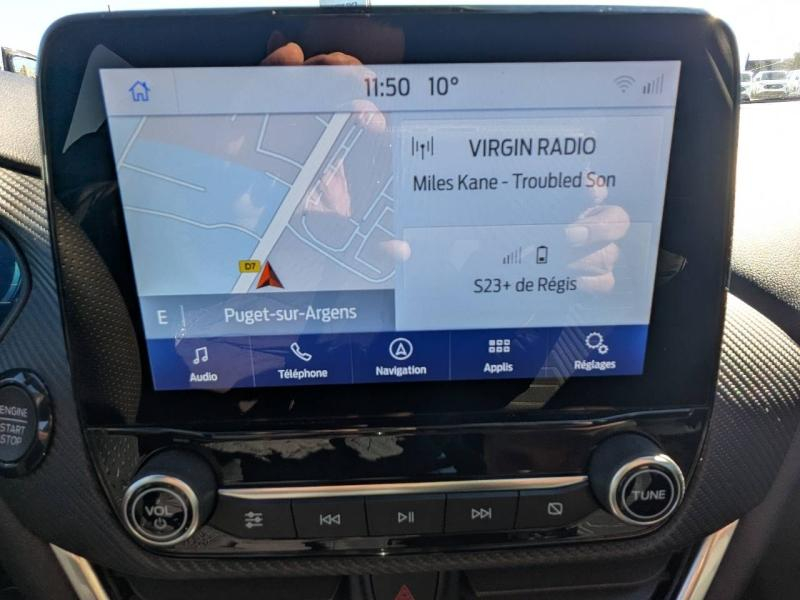 11:50 10°
VIRGIN RADIO
Miles Kane - Troubled Son
D7
S23+ de Régis
E Puget-sur-Argens
Audio Téléphone Navigation Applis Réglages
ENGINE
START
STOP
VOL
TUNE